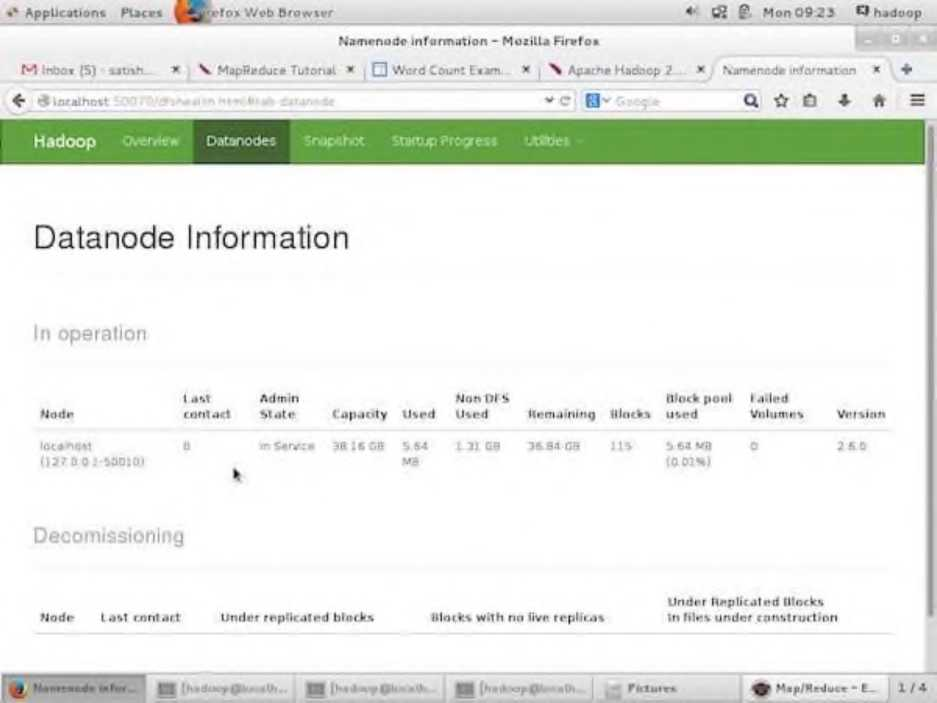 Applications Places Firefox Web Browser Mon 09:23 hadoop
Namenode information - Mozilla Firefox
Inbox (5) - satish... MapReduce Tutorial Word Count Exam... Apache Hadoop 2.... Namenode information
localhost:50070/dfshealth.html#tab-datanode Google
Hadoop Overview Datanodes Snapshot Startup Progress Utilities
Datanode Information
In operation
Node Last contact Admin State Capacity Used Non DFS Used Remaining Blocks Block pool used Failed Volumes Version
localhost (127.0.0.1:50010) 0 In Service 38.16 GB 5.64 MB 1.31 GB 36.84 GB 115 5.64 MB (0.01%) 0 2.6.0
Decomissioning
Node Last contact Under replicated blocks Blocks with no live replicas Under Replicated Blocks In files under construction
Namenode infor... [hadoop@localh... [hadoop@localh... [hadoop@localh... Pictures Map/Reduce - E... 1 / 4